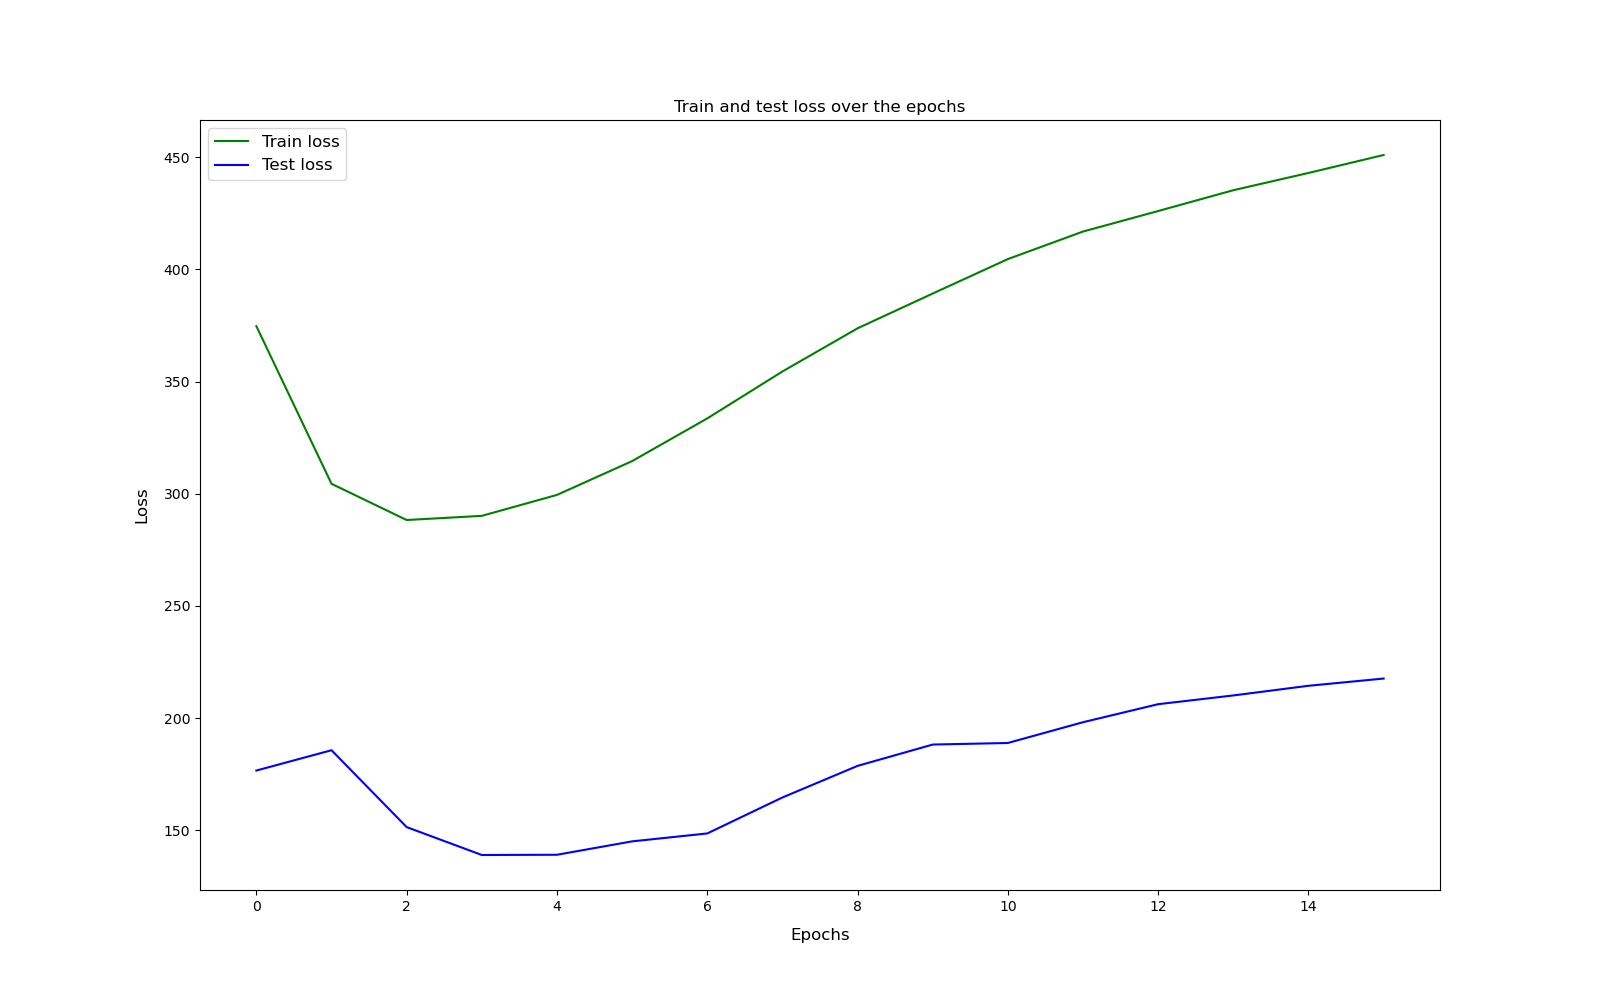 Train and test loss over the epochs
Train loss
Test loss
450
400
350
300
250
200
150
Loss
0 2 4 6 8 10 12 14
Epochs